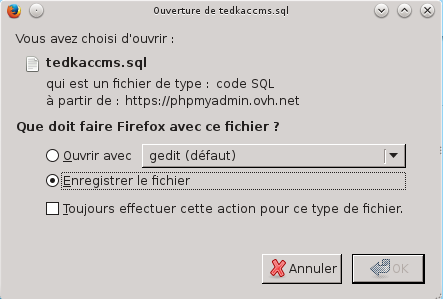 Ouverture de tedkaccms.sql
Vous avez choisi d'ouvrir :
tedkaccms.sql
qui est un fichier de type : code SQL
à partir de : https://phpmyadmin.ovh.net
Que doit faire Firefox avec ce fichier ?
Ouvrir avec gedit (défaut)
Enregistrer le fichier
Toujours effectuer cette action pour ce type de fichier.
Annuler OK